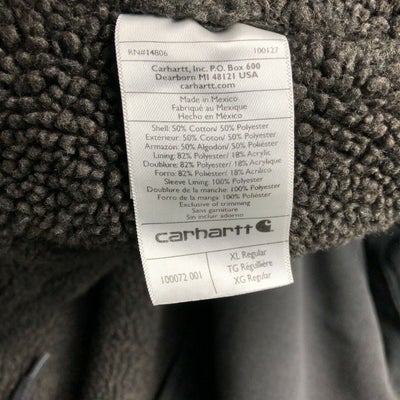 RN#14806 100127
Carhartt, Inc. P.O. Box 600
Dearborn MI 48121 USA
carhartt.com
Made in Mexico
Fabriqué au Mexique
Hecho en México
Shell: 50% Cotton/ 50% Polyester
Extérieur: 50% Coton/ 50% Polyester
Armazón: 50% Algodon/ 50% Polyester
Lining: 82% Polyester/ 18% Acrylic
Doublure: 82% Polyester/ 18% Acrylique
Forro: 82% Polyester/ 18% Acrílico
Sleeve Lining: 100% Polyester
Doublure de la manche: 100% Polyester
Forro de la manga: 100% Polyester
Exclusive of trimming
Sans garniture
Sin incluir adorno
carhartt
100072 001
XL Regular
TG Régulière
XG Regular